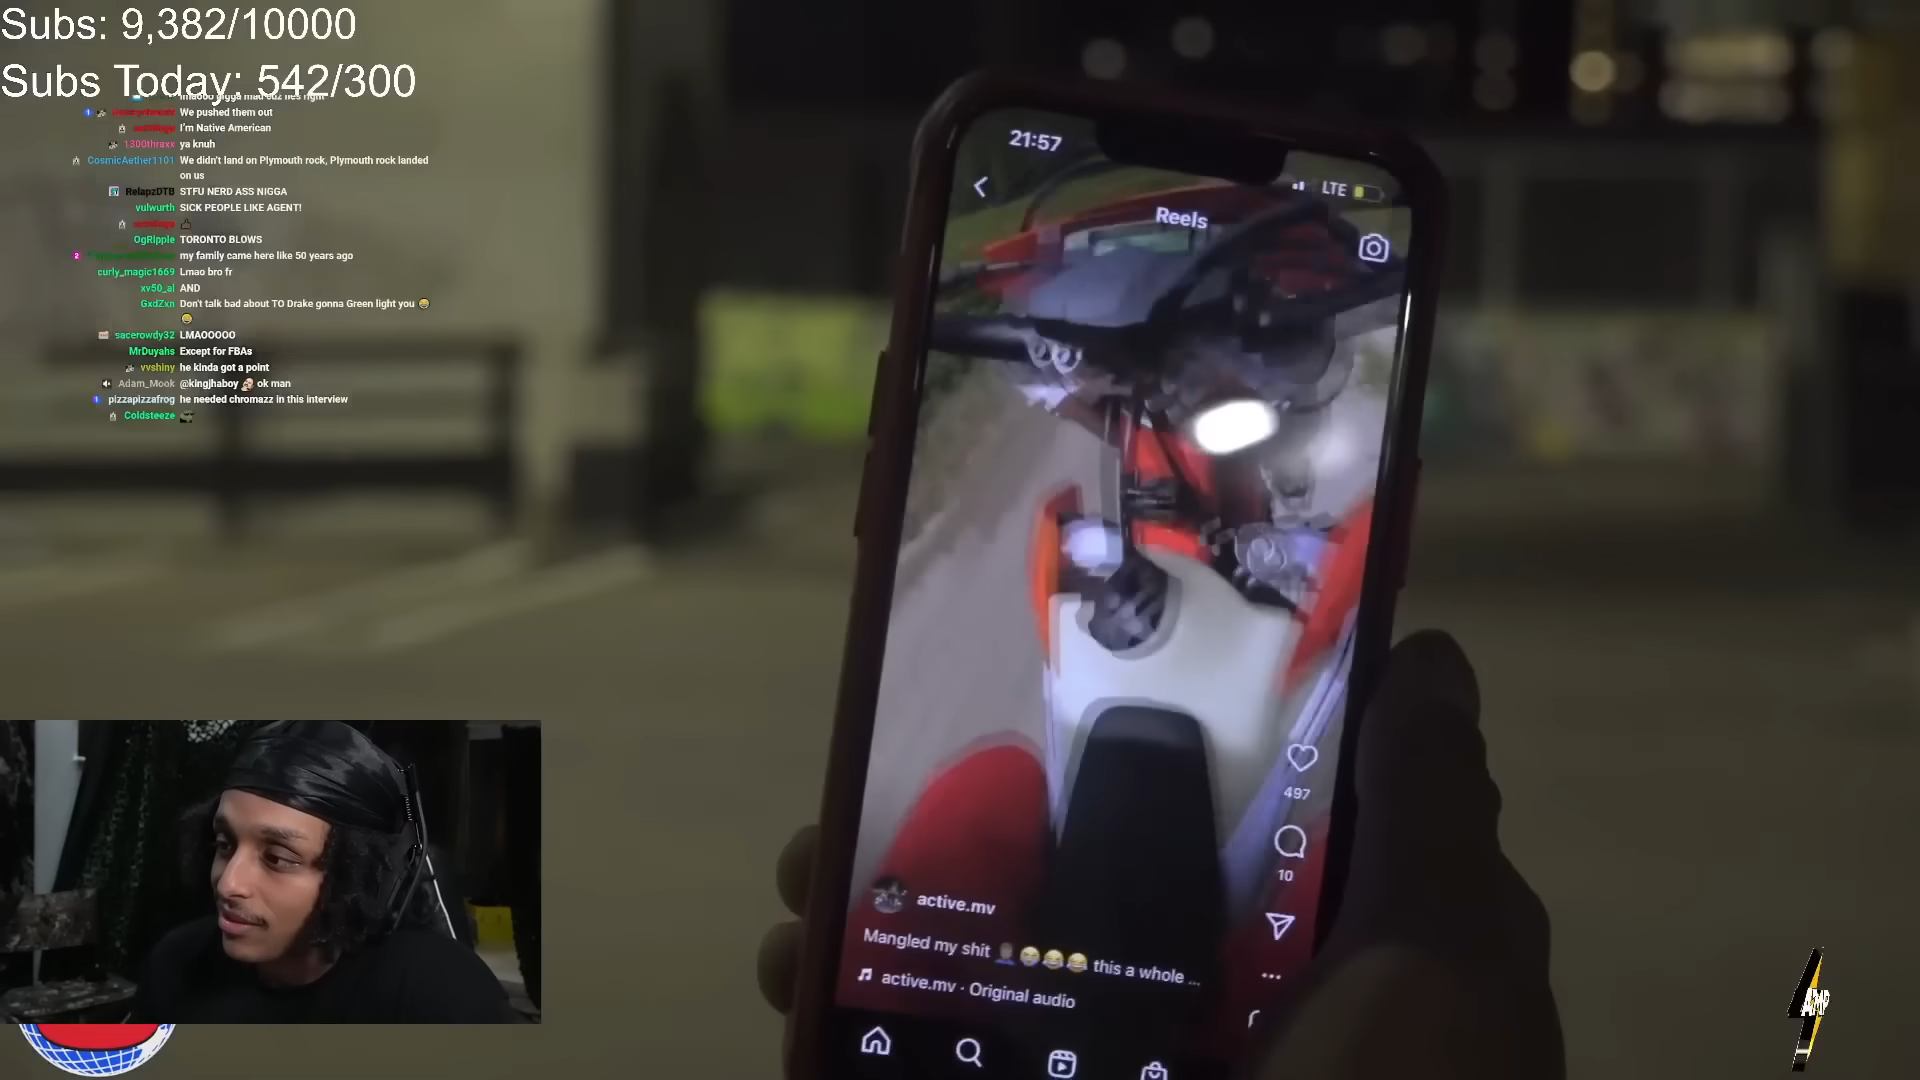 Subs: 9,382/10000
Subs Today: 542/300
We pushed them out
I'm Native American
1300thraxx ya knuh
CosmicAether1101 We didn't land on Plymouth rock, Plymouth rock landed
on us
RelapzDTB STFU NERD ASS NIGGA
vulwurth SICK PEOPLE LIKE AGENT!
OgRipple TORONTO BLOWS
my family came here like 50 years ago
curly_magic1669 Lmao bro fr
xv50_al AND
GxdZxn Don't talk bad about TO Drake gonna Green light you 😂
😂
sacerowdy32 LMAOOOOO
MrDuyahs Except for FBAs
vvshiny he kinda got a point
Adam_Mook @kingjhaboy ok man
pizzapizzafrog he needed chromazz in this interview
Coldsteeze
21:57
LTE
Reels
497
10
active.mv
Mangled my shit 😂😂😂 this a whole ...
active.mv · Original audio
AMP